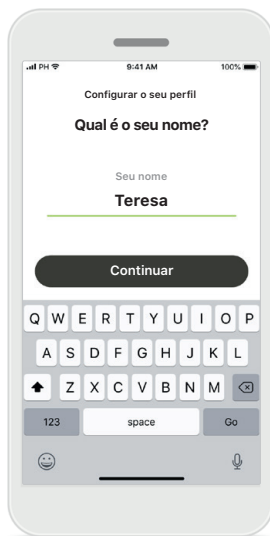 PH 9:41 AM 100%
Configurar o seu perfil
Qual é o seu nome?
Seu nome
Teresa
Continuar
Q W E R T Y U I O P
A S D F G H J K L
Z X C V B N M
123 space Go